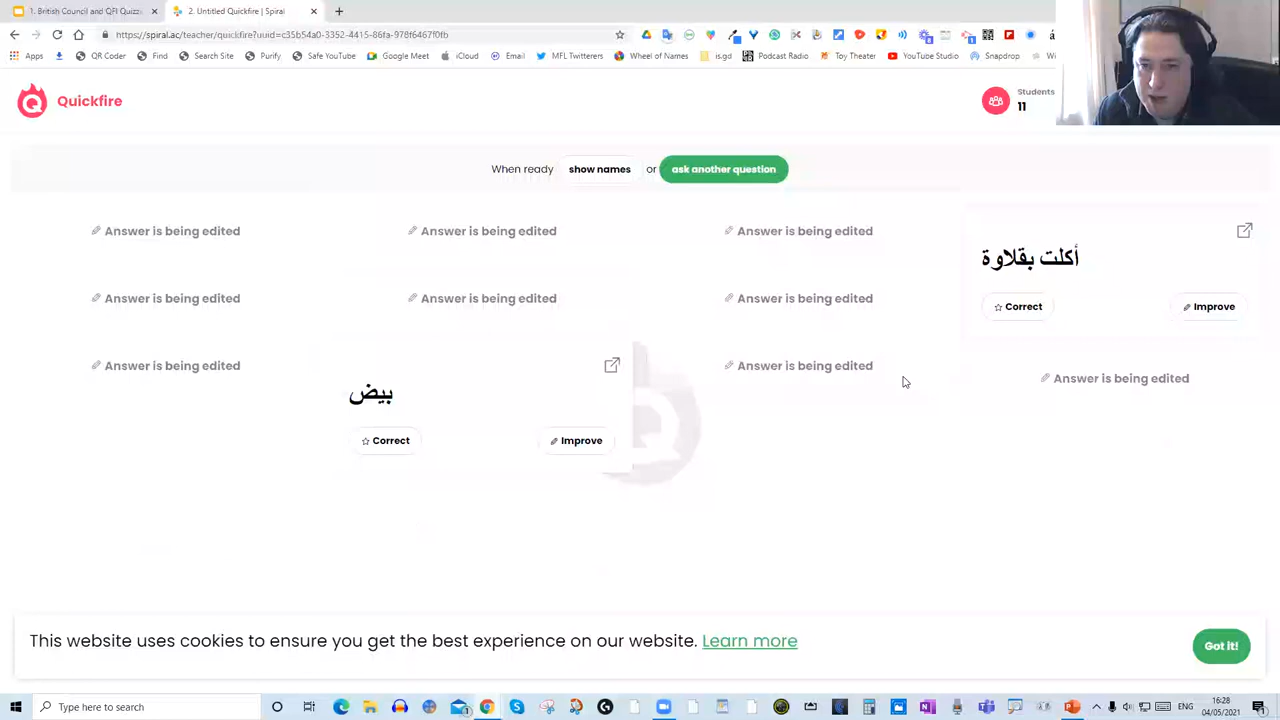 1. British Council and QFI Quizzi
2. Untitled Quickfire | Spiral
https://spiral.ac/teacher/quickfire?uuid=c35b54a0-3352-4415-86fa-978f6467f0fb
Apps
QR Coder
Find
Search Site
Purify
Safe YouTube
Google Meet
iCloud
Email
MFL Twitterers
Wheel of Names
is.gd
Podcast Radio
Toy Theater
YouTube Studio
Snapdrop
Quickfire
Students
11
When ready show names or ask another question
Answer is being edited
Answer is being edited
Answer is being edited
أكلت بقلاوة
Correct
Improve
Answer is being edited
Answer is being edited
Answer is being edited
Answer is being edited
بيض
Correct
Improve
Answer is being edited
Answer is being edited
This website uses cookies to ensure you get the best experience on our website. Learn more
Got it!
Type here to search
ENG
16:28
04/05/2021